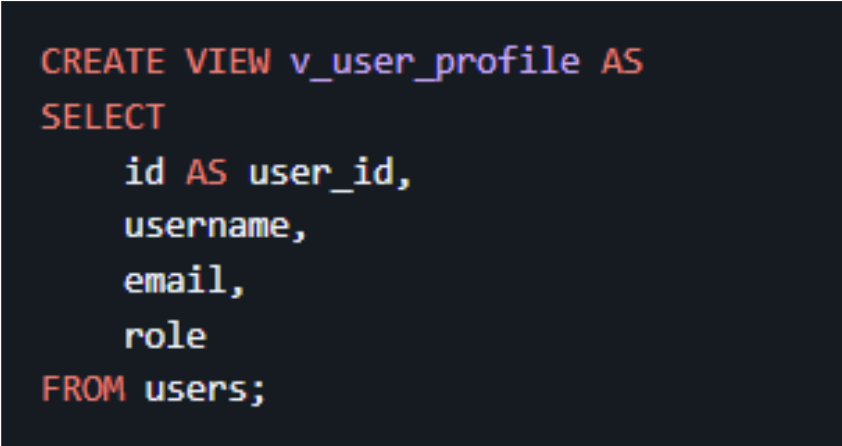 CREATE VIEW v_user_profile AS
SELECT
    id AS user_id,
    username,
    email,
    role
FROM users;